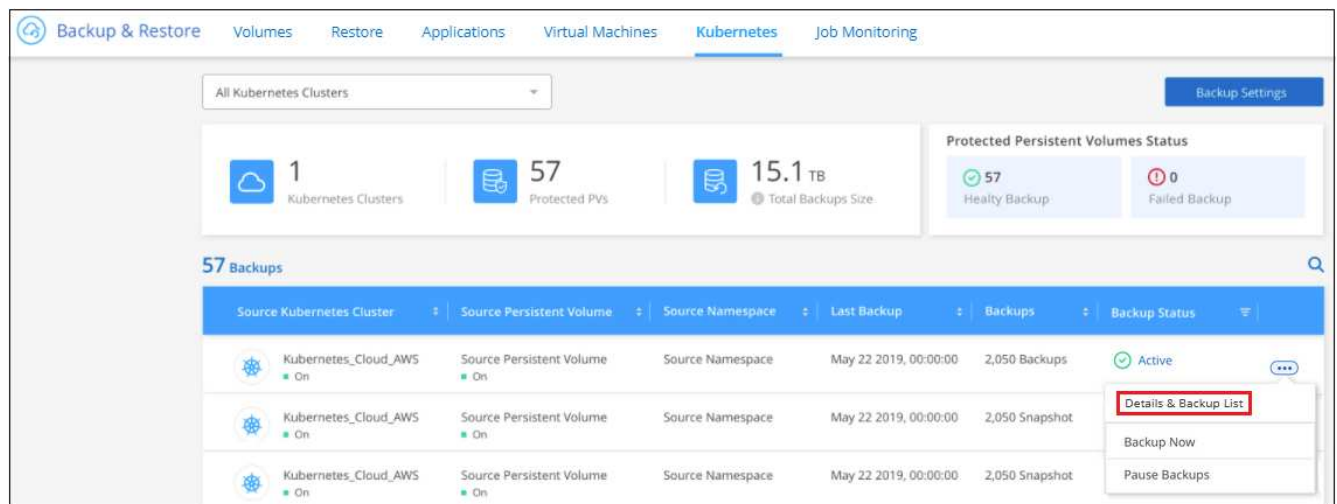 Backup & Restore Volumes Restore Applications Virtual Machines Kubernetes Job Monitoring
All Kubernetes Clusters
Backup Settings
1
Kubernetes Clusters
57
Protected PVs
15.1 TB
Total Backups Size
Protected Persistent Volumes Status
57
Healty Backup
0
Failed Backup
57 Backups
Source Kubernetes Cluster Source Persistent Volume Source Namespace Last Backup Backups Backup Status
Kubernetes_Cloud_AWS Source Persistent Volume Source Namespace May 22 2019, 00:00:00 2,050 Backups Active
On On
Details & Backup List
Kubernetes_Cloud_AWS Source Persistent Volume Source Namespace May 22 2019, 00:00:00 2,050 Snapshot
On On
Backup Now
Kubernetes_Cloud_AWS Source Persistent Volume Source Namespace May 22 2019, 00:00:00 2,050 Snapshot
Pause Backups
On On